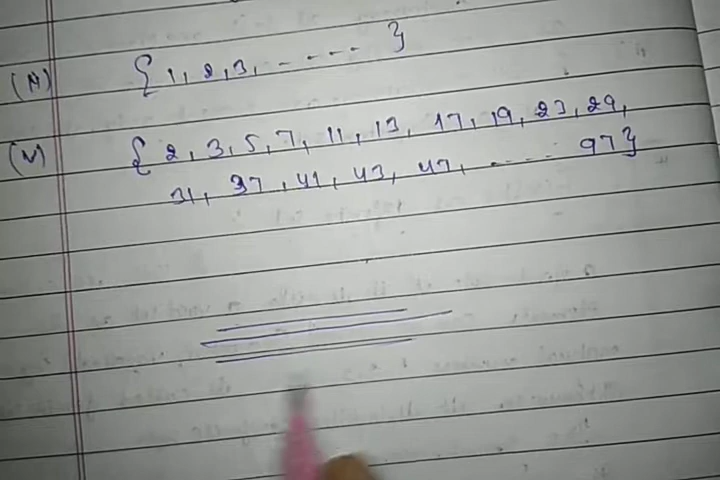 (iv) {1, 2, 3, ..... }
(v) {2, 3, 5, 7, 11, 13, 17, 19, 23, 29,
31, 37, 41, 43, 47, ..... 97}